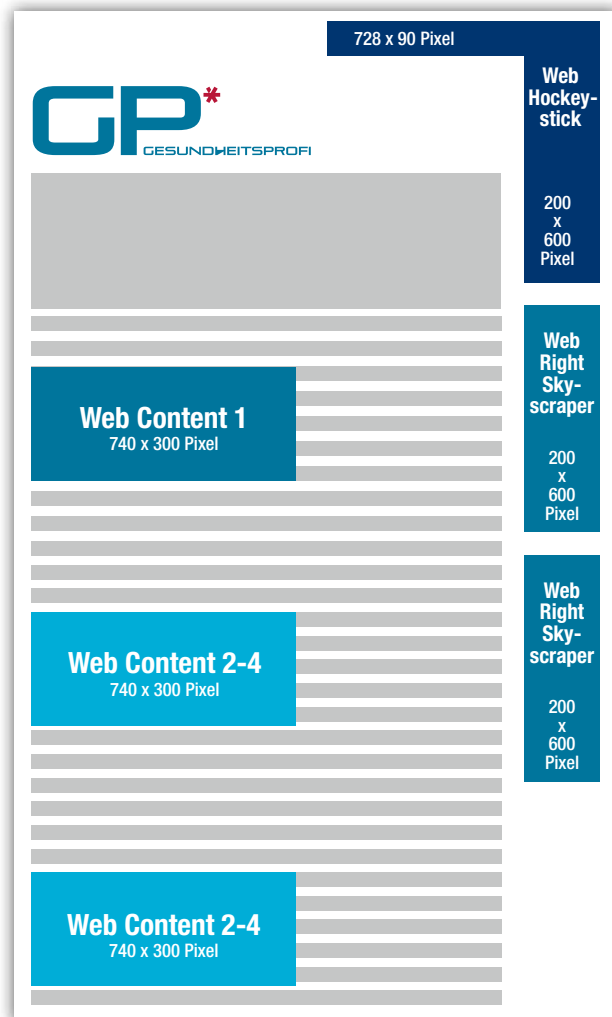 728 x 90 Pixel
Web
Hockey-
stick
200
x
600
Pixel
GP*
GESUNDHEITSPROFI
Web
Right
Sky-
scraper
200
x
600
Pixel
Web Content 1
740 x 300 Pixel
Web
Right
Sky-
scraper
200
x
600
Pixel
Web Content 2-4
740 x 300 Pixel
Web Content 2-4
740 x 300 Pixel